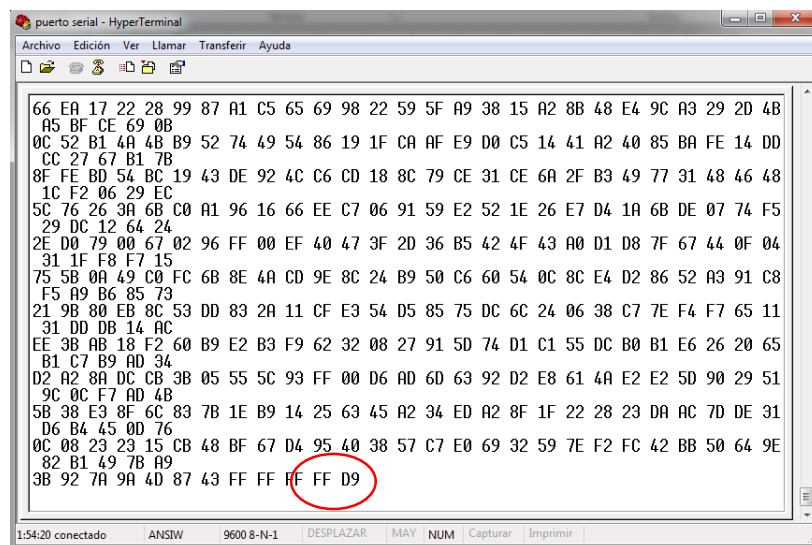 puerto serial - HyperTerminal
Archivo Edición Ver Llamar Transferir Ayuda
66 EA 17 22 28 99 87 A1 C5 65 69 98 22 59 5F A9 38 15 A2 8B 48 E4 9C A3 29 2D 4B
A5 BF CE 69 0B
0C 52 B1 4A 4B B9 52 74 49 54 86 19 1F CA AF E9 D0 C5 14 41 A2 40 85 BA FE 14 DD
CC 27 67 B1 7B
8F FE BD 54 BC 19 43 DE 92 4C C6 CD 18 8C 79 CE 31 CE 6A 2F B3 49 77 31 48 46 48
1C F2 06 29 EC
5C 76 26 3A 6B C0 A1 96 16 66 EE C7 06 91 59 E2 52 1E 26 E7 D4 1A 6B DE 07 74 F5
29 DC 12 64 24
2E D0 79 00 67 02 96 FF 00 EF 40 47 3F 2D 36 B5 42 4F 43 A0 D1 D8 7F 67 44 0F 04
31 1F F8 F7 15
75 5B 0A 49 C0 FC 6B 8E 4A CD 9E 8C 24 B9 50 C6 60 54 0C 8C E4 D2 86 52 A3 91 C8
F5 A9 B6 85 73
21 9B 80 EB 8C 53 DD 83 2A 11 CF E3 54 D5 85 75 DC 6C 24 06 38 C7 7E F4 F7 65 11
31 DD DB 14 AC
EE 3B AB 18 F2 60 B9 E2 B3 F9 62 32 08 27 91 5D 74 D1 C1 55 DC B0 B1 E6 26 20 65
B1 C7 B9 AD 34
D2 A2 8A DC CB 3B 05 55 5C 93 FF 00 D6 AD 6D 63 92 D2 E8 61 4A E2 E2 5D 90 29 51
9C 0C F7 AD 4B
5B 38 E3 8F 6C 83 7B 1E B9 14 25 63 45 A2 34 ED A2 8F 1F 22 28 23 DA AC 7D DE 31
D6 B4 45 0D 76
0C 08 23 23 15 CB 48 BF 67 D4 95 40 38 57 C7 E0 69 32 59 7E F2 FC 42 BB 50 64 9E
82 B1 49 7B A9
3B 92 7A 9A 4D 87 43 FF FF FF FF D9
1:54:20 conectado ANSIW 9600 8-N-1 DESPLAZAR MAY NUM Capturar Imprimir